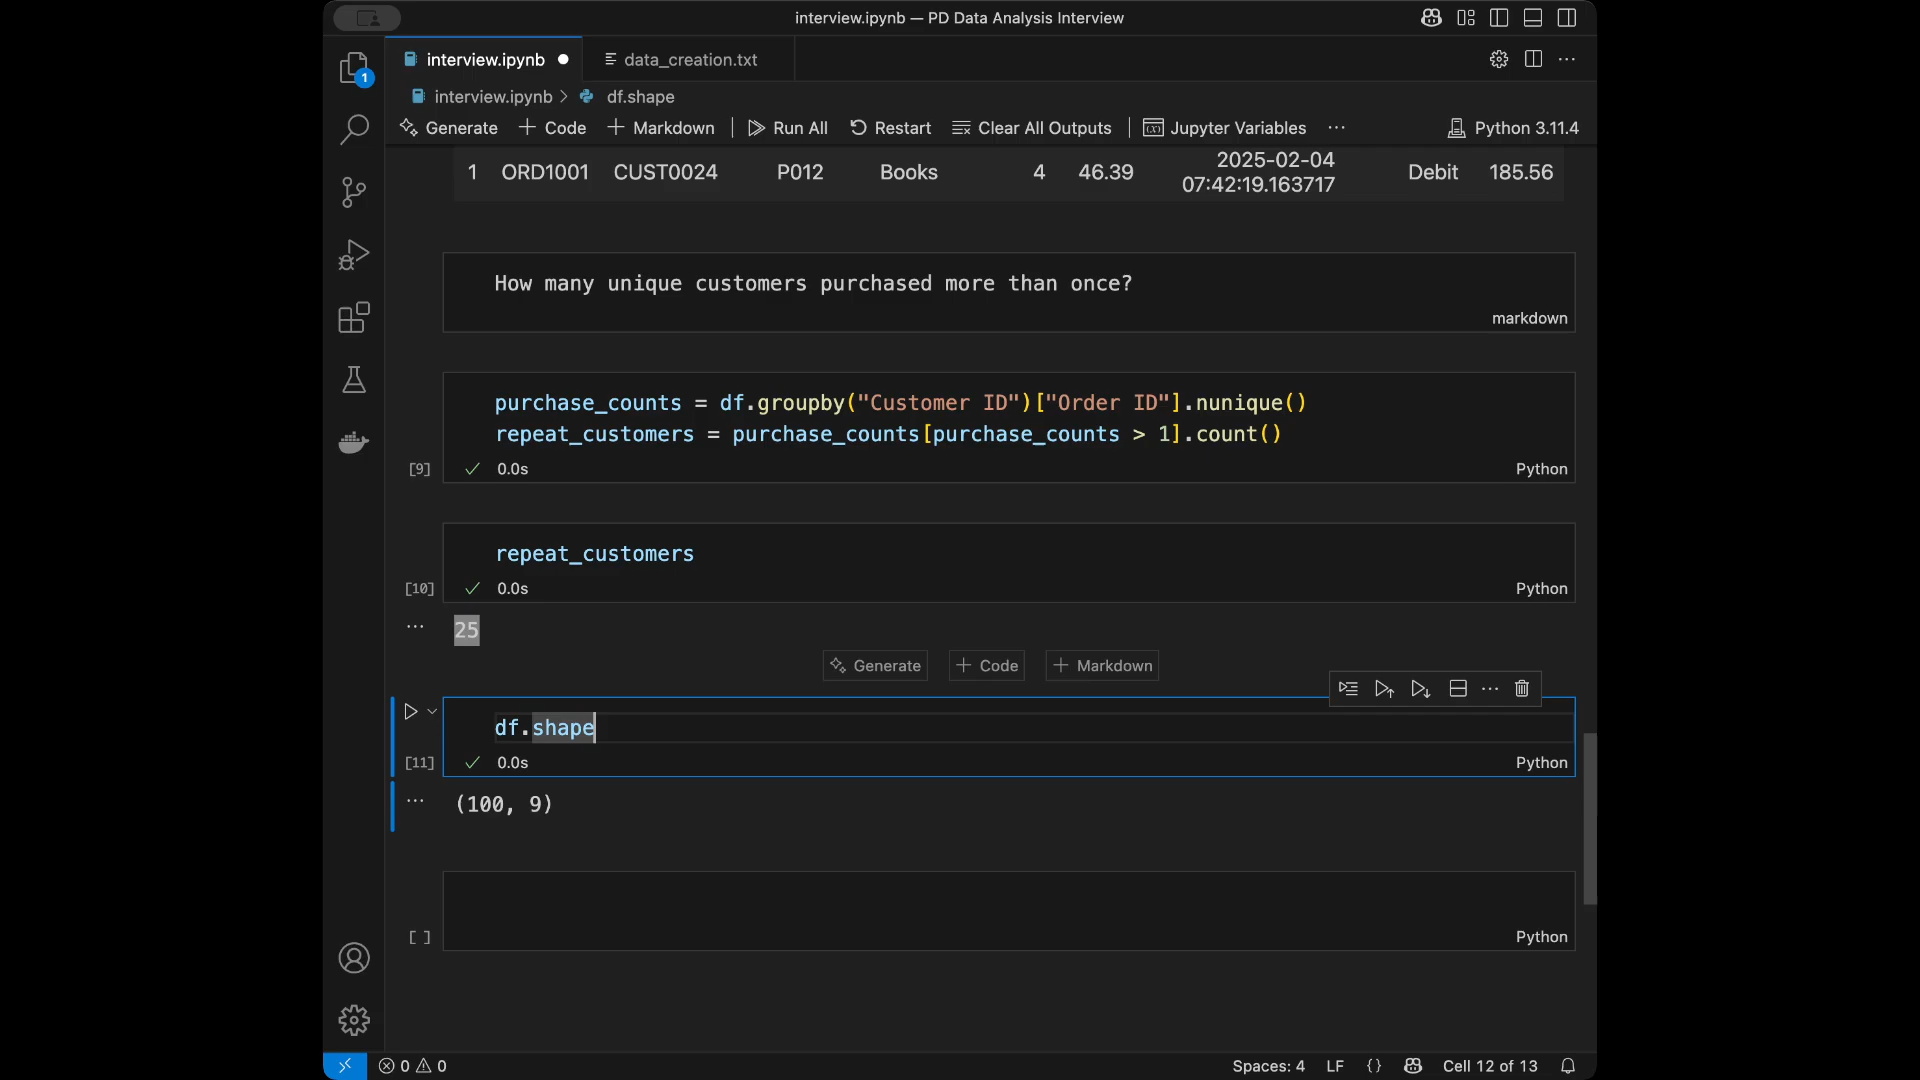 interview.ipynb — PD Data Analysis Interview
interview.ipynb
data_creation.txt
1
interview.ipynb > df.shape
Generate + Code + Markdown Run All Restart Clear All Outputs Jupyter Variables ... Python 3.11.4
1 ORD1001 CUST0024 P012 Books 4 46.39 2025-02-04 07:42:19.163717 Debit 185.56
How many unique customers purchased more than once?
markdown
purchase_counts = df.groupby("Customer ID")["Order ID"].nunique()
repeat_customers = purchase_counts[purchase_counts > 1].count()
[9] ✓ 0.0s Python
repeat_customers
[10] ✓ 0.0s Python
... 25
Generate + Code + Markdown
df.shape
[11] ✓ 0.0s Python
... (100, 9)
[ ] Python
0 0 Spaces: 4 LF {} Cell 12 of 13